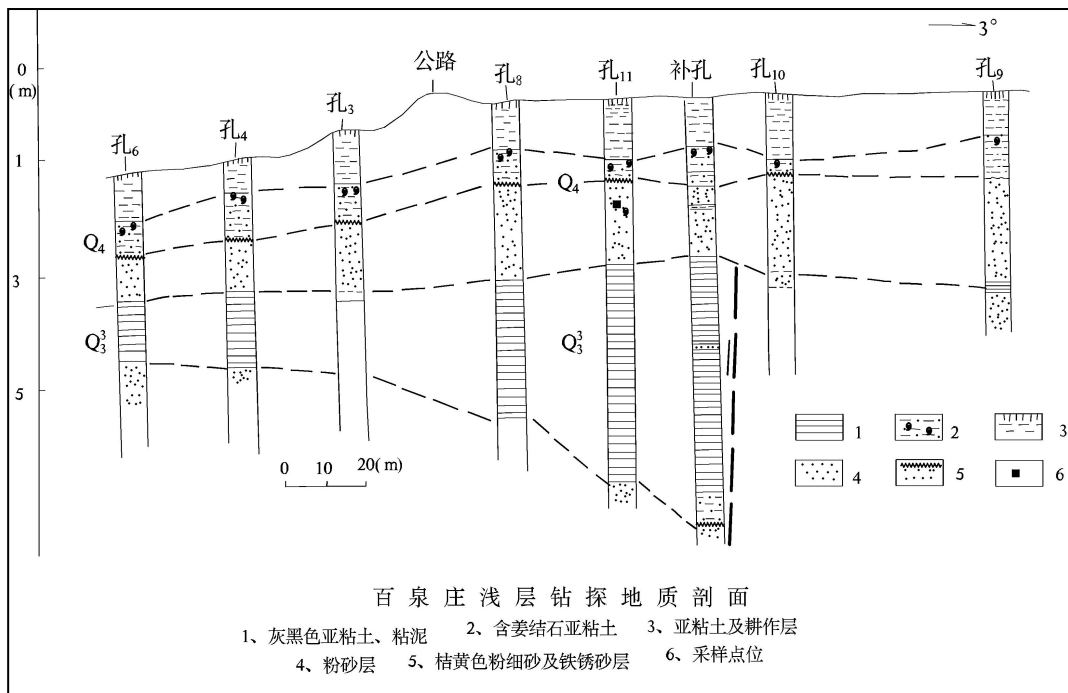 3°
0
(m)
1
3
5
公路
孔6
孔4
孔3
孔8
孔11
补孔
孔10
孔9
Q4
Q4
Q₃³
Q₃³
0 10 20(m)
1 2 3
4 5 6
百泉庄浅层钻探地质剖面
1、灰黑色亚粘土、粘泥 2、含姜结石亚粘土 3、亚粘土及耕作层
4、粉砂层 5、桔黄色粉细砂及铁锈砂层 6、采样点位